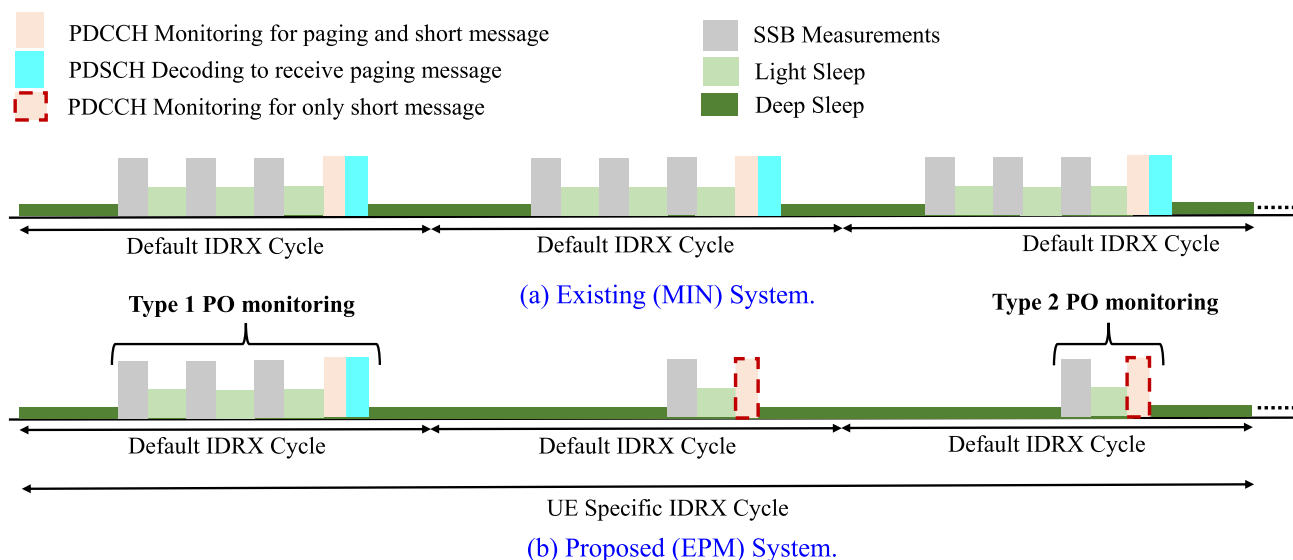 PDCCH Monitoring for paging and short message
PDSCH Decoding to receive paging message
PDCCH Monitoring for only short message
SSB Measurements
Light Sleep
Deep Sleep
Default IDRX Cycle
Default IDRX Cycle
Default IDRX Cycle
(a) Existing (MIN) System.
Type 1 PO monitoring
Type 2 PO monitoring
Default IDRX Cycle
Default IDRX Cycle
Default IDRX Cycle
UE Specific IDRX Cycle
(b) Proposed (EPM) System.